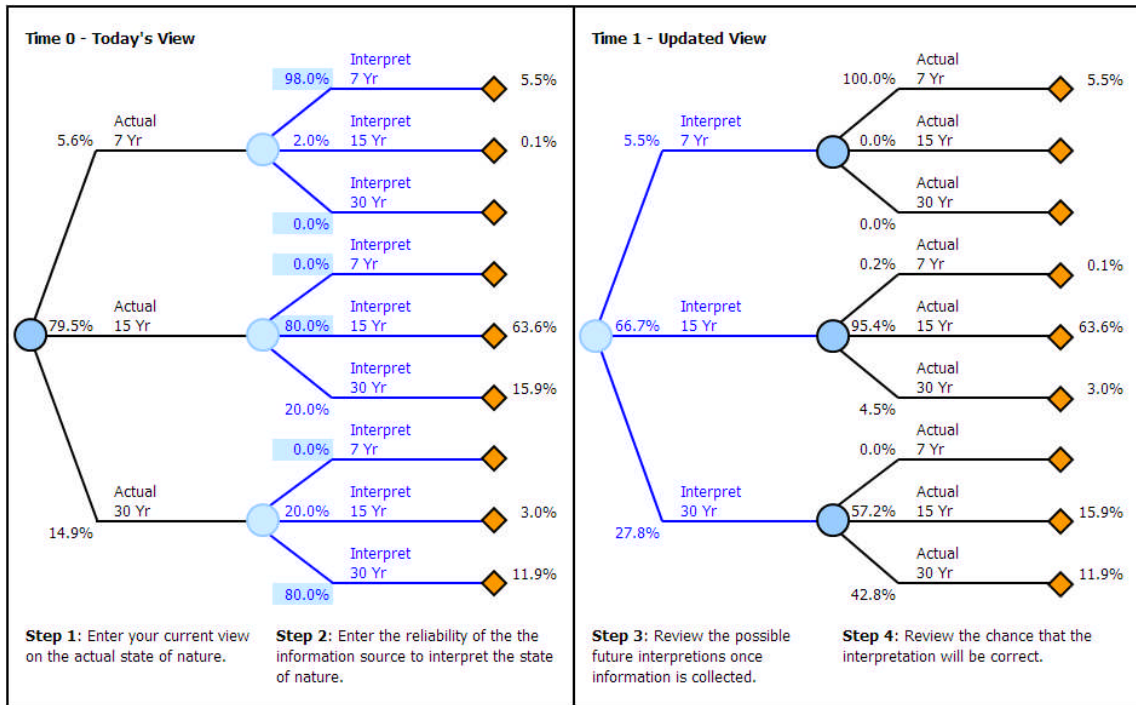 Time 0 - Today's View
Interpret
98.0% 7 Yr 5.5%
Actual
5.6% 7 Yr
Interpret
2.0% 15 Yr 0.1%
Interpret
30 Yr
0.0%
Interpret
0.0% 7 Yr
Actual
79.5% 15 Yr
Interpret
80.0% 15 Yr 63.6%
Interpret
30 Yr 15.9%
20.0%
Interpret
0.0% 7 Yr
Actual
30 Yr
14.9%
Interpret
20.0% 15 Yr 3.0%
Interpret
30 Yr 11.9%
80.0%
Step 1: Enter your current view
on the actual state of nature.
Step 2: Enter the reliability of the the
information source to interpret the state
of nature.
Time 1 - Updated View
Actual
100.0% 7 Yr 5.5%
Interpret
5.5% 7 Yr
Actual
0.0% 15 Yr
Actual
30 Yr
0.0%
Actual
0.2% 7 Yr 0.1%
Interpret
66.7% 15 Yr
Actual
95.4% 15 Yr 63.6%
Actual
30 Yr 3.0%
4.5%
Actual
0.0% 7 Yr
Interpret
30 Yr
27.8%
Actual
57.2% 15 Yr 15.9%
Actual
30 Yr 11.9%
42.8%
Step 3: Review the possible
future interpretions once
information is collected.
Step 4: Review the chance that the
interpretation will be correct.